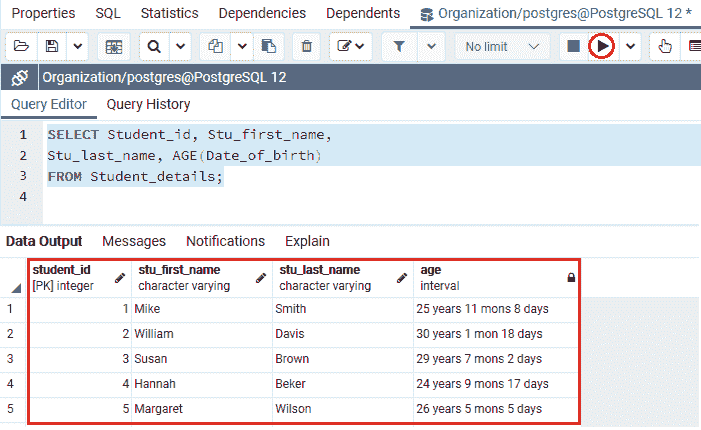 Properties SQL Statistics Dependencies Dependents Organization/postgres@PostgreSQL 12 *
No limit
Organization/postgres@PostgreSQL 12
Query Editor Query History
1 SELECT Student_id, Stu_first_name,
2 Stu_last_name, AGE(Date_of_birth)
3 FROM Student_details;
4
Data Output Messages Notifications Explain
student_id stu_first_name stu_last_name age
[PK] integer character varying character varying interval
1 1 Mike Smith 25 years 11 mons 8 days
2 2 William Davis 30 years 1 mon 18 days
3 3 Susan Brown 29 years 7 mons 2 days
4 4 Hannah Beker 24 years 9 mons 17 days
5 5 Margaret Wilson 26 years 5 mons 5 days